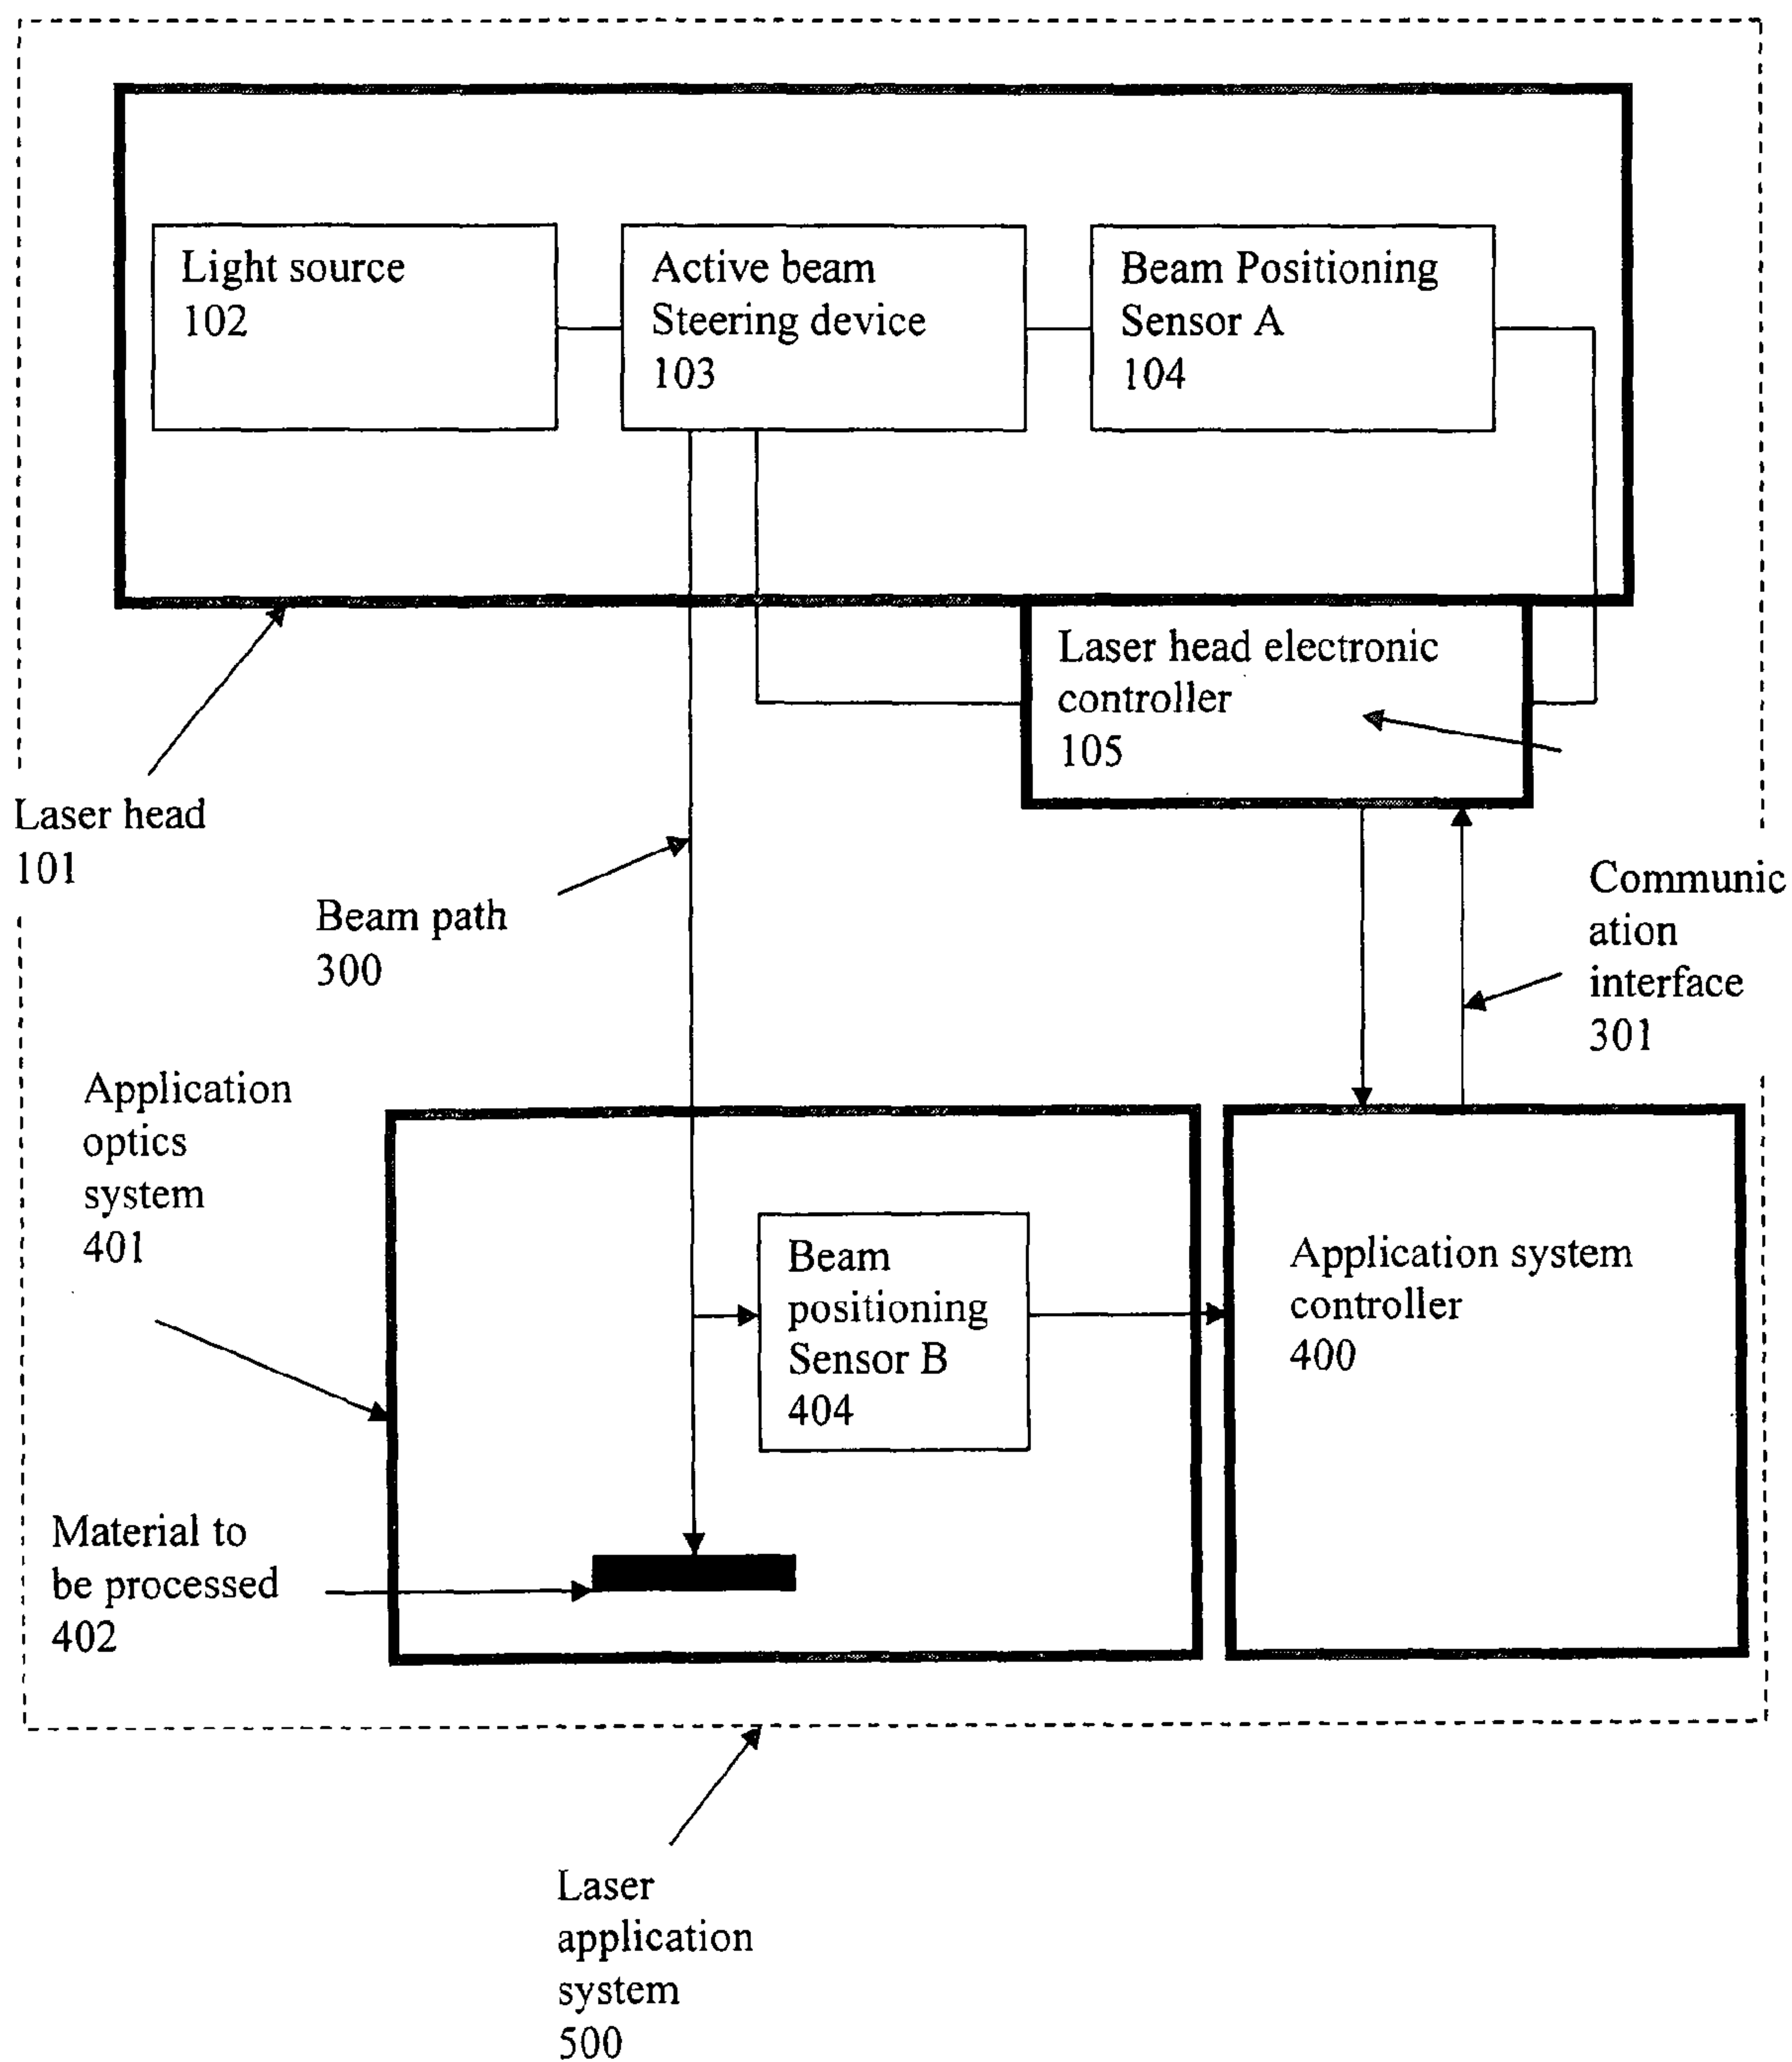 Light source
102
Active beam
Steering device
103
Beam Positioning
Sensor A
104
Laser head electronic
controller
105
Laser head
101
Beam path
300
Communic
ation
interface
301
Application
optics
system
401
Beam
positioning
Sensor B
404
Application system
controller
400
Material to
be processed
402
Laser
application
system
500